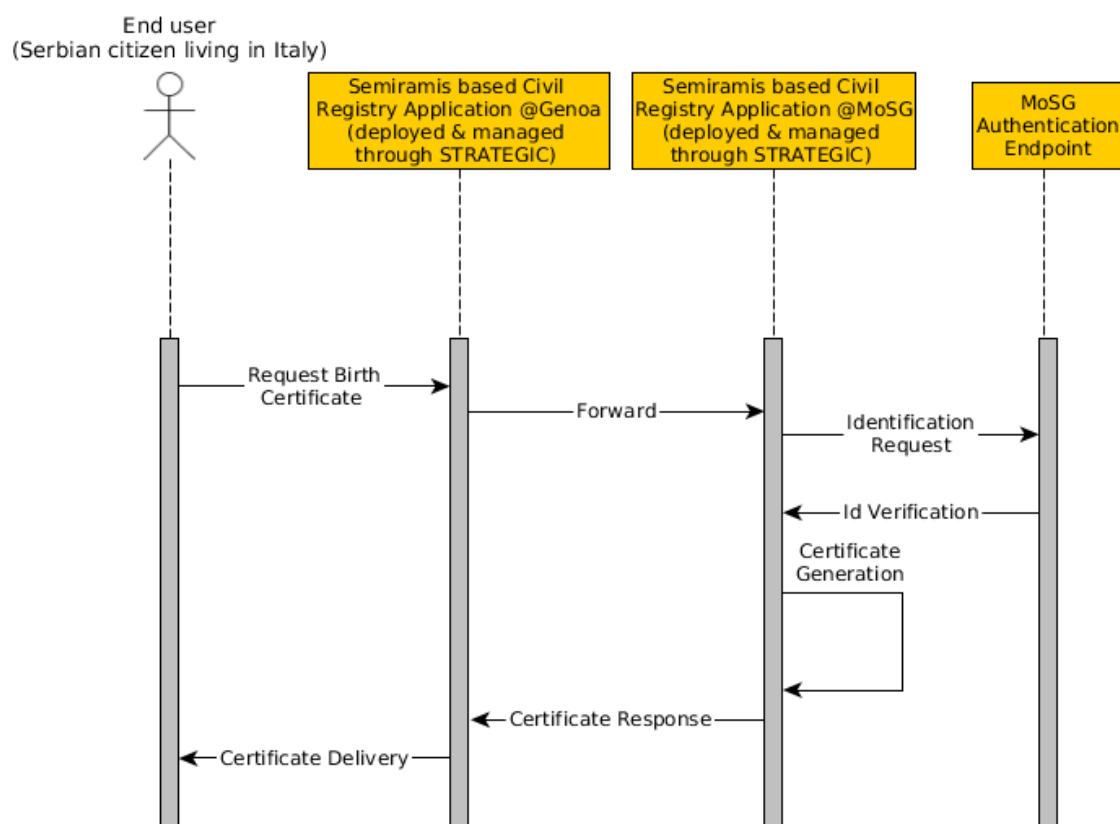 End user
(Serbian citizen living in Italy)
Semiramis based Civil
Registry Application @Genoa
(deployed & managed
through STRATEGIC)
Semiramis based Civil
Registry Application @MoSG
(deployed & managed
through STRATEGIC)
MoSG
Authentication
Endpoint
Request Birth
Certificate
Forward
Identification
Request
Id Verification
Certificate
Generation
Certificate Response
Certificate Delivery